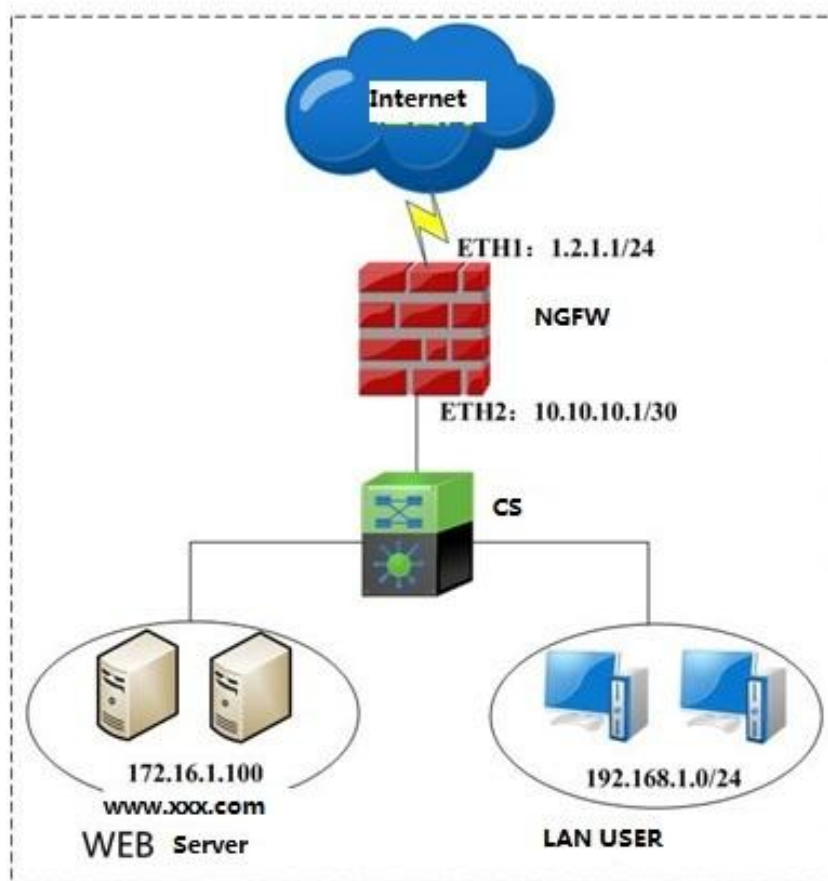 Internet
ETH1：1.2.1.1/24
NGFW
ETH2：10.10.10.1/30
CS
172.16.1.100
www.xxx.com
WEB Server
192.168.1.0/24
LAN USER